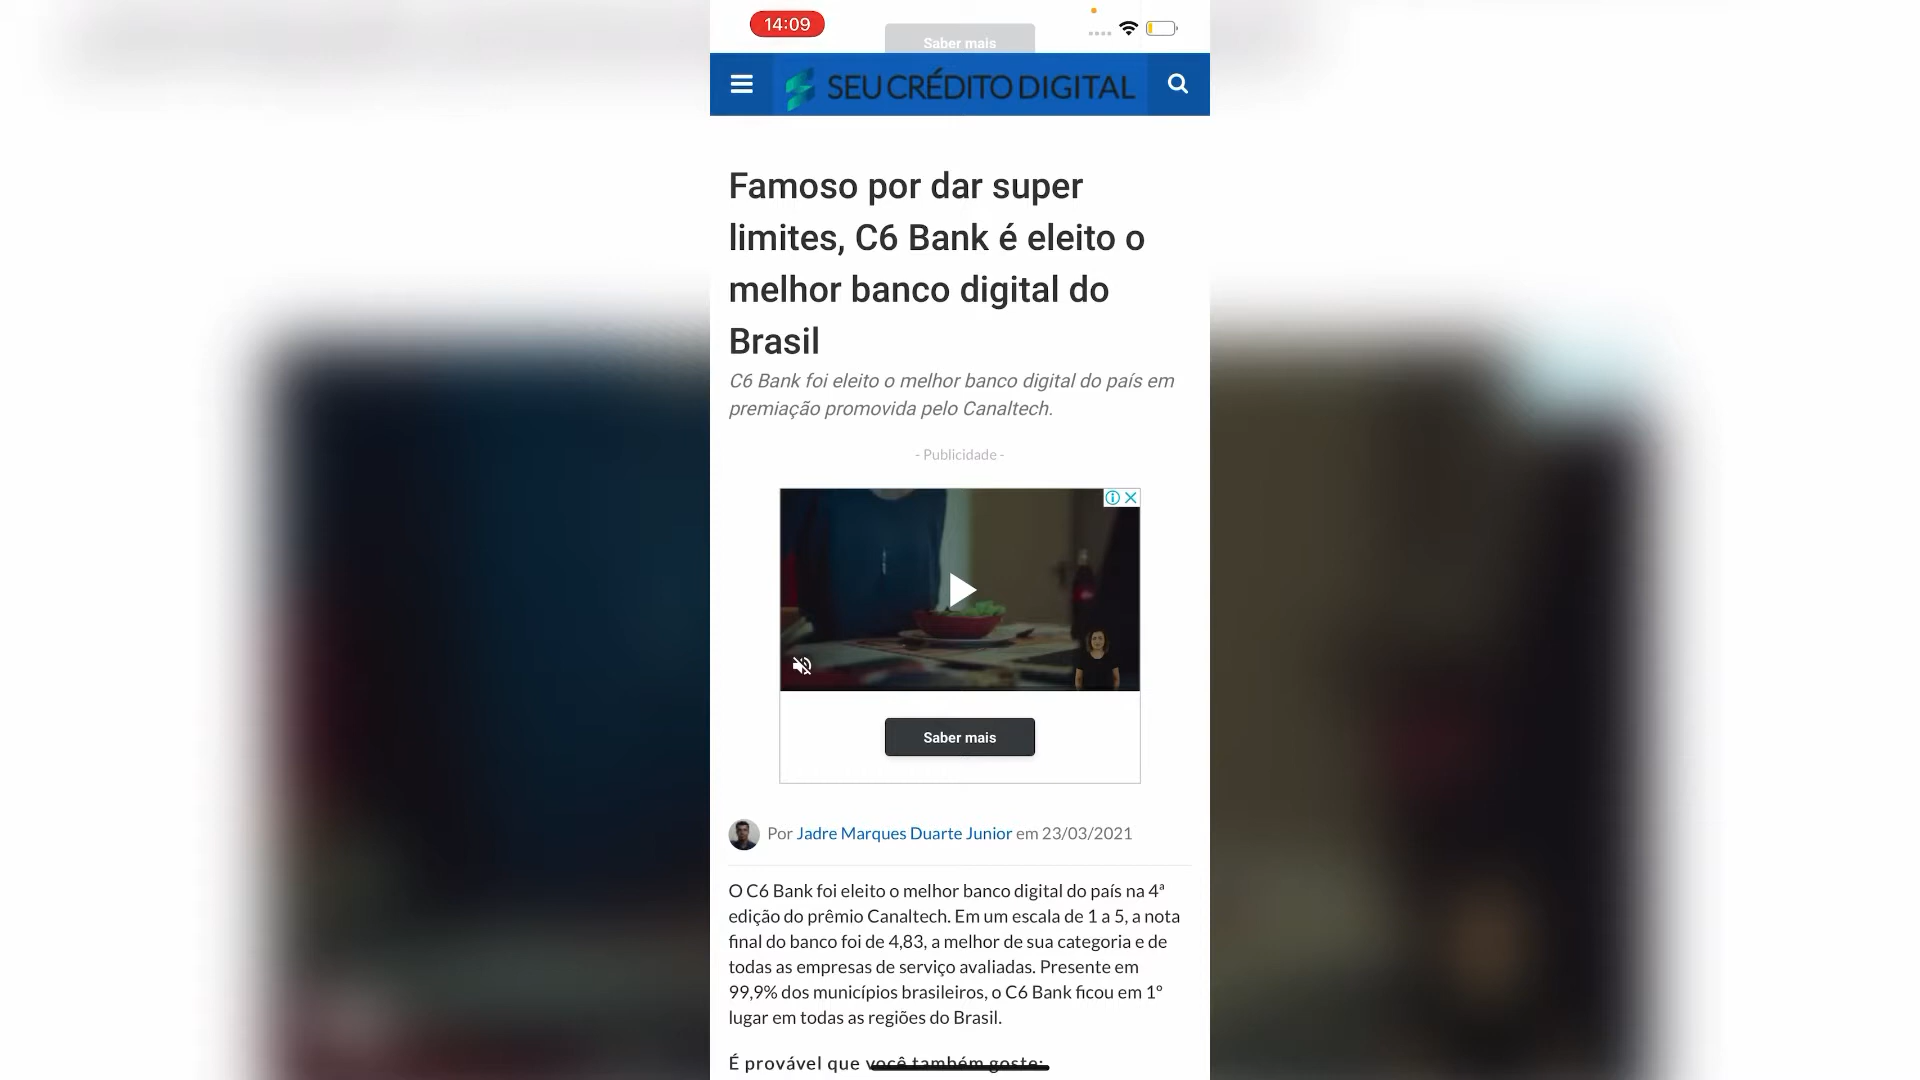 14:09
Saber mais
SEU CRÉDITO DIGITAL
Famoso por dar super
limites, C6 Bank é eleito o
melhor banco digital do
Brasil
C6 Bank foi eleito o melhor banco digital do país em
premiação promovida pelo Canaltech.
- Publicidade -
Saber mais
Por Jadre Marques Duarte Junior em 23/03/2021
O C6 Bank foi eleito o melhor banco digital do país na 4ª
edição do prêmio Canaltech. Em um escala de 1 a 5, a nota
final do banco foi de 4,83, a melhor de sua categoria e de
todas as empresas de serviço avaliadas. Presente em
99,9% dos municípios brasileiros, o C6 Bank ficou em 1º
lugar em todas as regiões do Brasil.
É provável que você também goste: